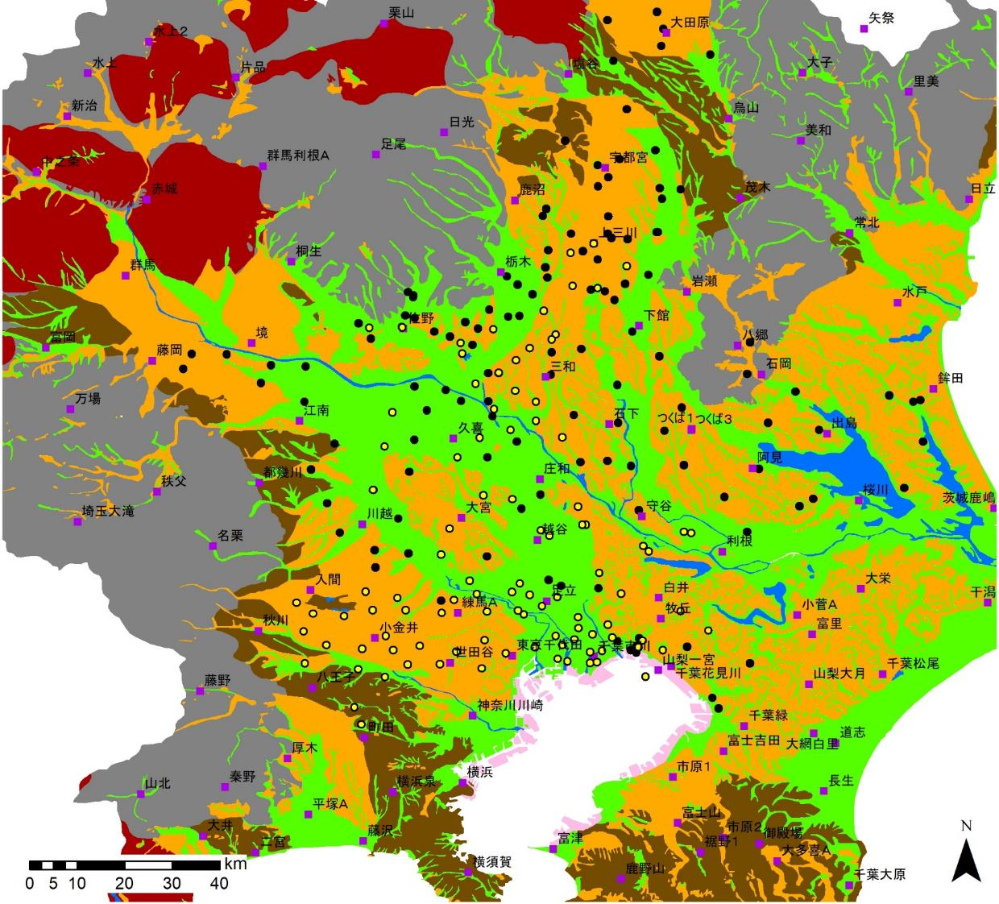 栗山
矢祭
水上2
大田原
水上
片品
塩谷
大子
里美
新治
烏山
日光
美和
足尾
群馬利根A
宇都宮
中之条
赤城
鹿沼
茂木
日立
常北
上三川
桐生
栃木
群馬
岩瀬
水戸
佐野
下館
境
富岡
八郷
藤岡
三和
石岡
鉾田
万場
江南
石下
つくば1
つくば3
出島
久喜
阿見
都幾川
庄和
秩父
桜川
茨城鹿嶋
埼玉大滝
川越
大宮
守谷
越谷
名栗
利根
入間
大栄
足立
白井
干潟
練馬A
小菅A
牧丘
秋川
小金井
富里
世田谷
東京千代田
千葉市川
山梨一宮
千葉花見川
千葉松尾
八王子
山梨大月
藤野
神奈川川崎
千葉緑
町田
道志
富士吉田
大網白里
厚木
市原1
横浜
山北
秦野
横浜泉
長生
平塚A
富士山
大井
市原2
御殿場
藤沢
富津
裾野1
二宮
大多喜A
横須賀
鹿野山
千葉大原
N
km
0 5 10 20 30 40